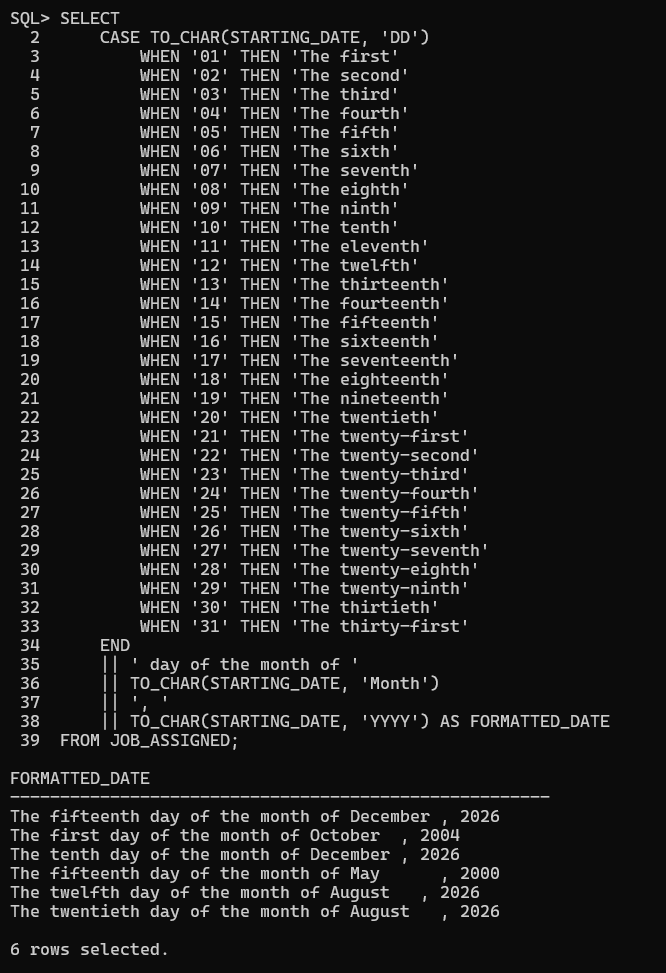 SQL> SELECT
  2      CASE TO_CHAR(STARTING_DATE, 'DD')
  3          WHEN '01' THEN 'The first'
  4          WHEN '02' THEN 'The second'
  5          WHEN '03' THEN 'The third'
  6          WHEN '04' THEN 'The fourth'
  7          WHEN '05' THEN 'The fifth'
  8          WHEN '06' THEN 'The sixth'
  9          WHEN '07' THEN 'The seventh'
 10          WHEN '08' THEN 'The eighth'
 11          WHEN '09' THEN 'The ninth'
 12          WHEN '10' THEN 'The tenth'
 13          WHEN '11' THEN 'The eleventh'
 14          WHEN '12' THEN 'The twelfth'
 15          WHEN '13' THEN 'The thirteenth'
 16          WHEN '14' THEN 'The fourteenth'
 17          WHEN '15' THEN 'The fifteenth'
 18          WHEN '16' THEN 'The sixteenth'
 19          WHEN '17' THEN 'The seventeenth'
 20          WHEN '18' THEN 'The eighteenth'
 21          WHEN '19' THEN 'The nineteenth'
 22          WHEN '20' THEN 'The twentieth'
 23          WHEN '21' THEN 'The twenty-first'
 24          WHEN '22' THEN 'The twenty-second'
 25          WHEN '23' THEN 'The twenty-third'
 26          WHEN '24' THEN 'The twenty-fourth'
 27          WHEN '25' THEN 'The twenty-fifth'
 28          WHEN '26' THEN 'The twenty-sixth'
 29          WHEN '27' THEN 'The twenty-seventh'
 30          WHEN '28' THEN 'The twenty-eighth'
 31          WHEN '29' THEN 'The twenty-ninth'
 32          WHEN '30' THEN 'The thirtieth'
 33          WHEN '31' THEN 'The thirty-first'
 34      END
 35      || ' day of the month of '
 36      || TO_CHAR(STARTING_DATE, 'Month')
 37      || ', '
 38      || TO_CHAR(STARTING_DATE, 'YYYY') AS FORMATTED_DATE
 39  FROM JOB_ASSIGNED;

FORMATTED_DATE
------------------------------------------------------
The fifteenth day of the month of December , 2026
The first day of the month of October  , 2004
The tenth day of the month of December , 2026
The fifteenth day of the month of May      , 2000
The twelfth day of the month of August   , 2026
The twentieth day of the month of August   , 2026

6 rows selected.